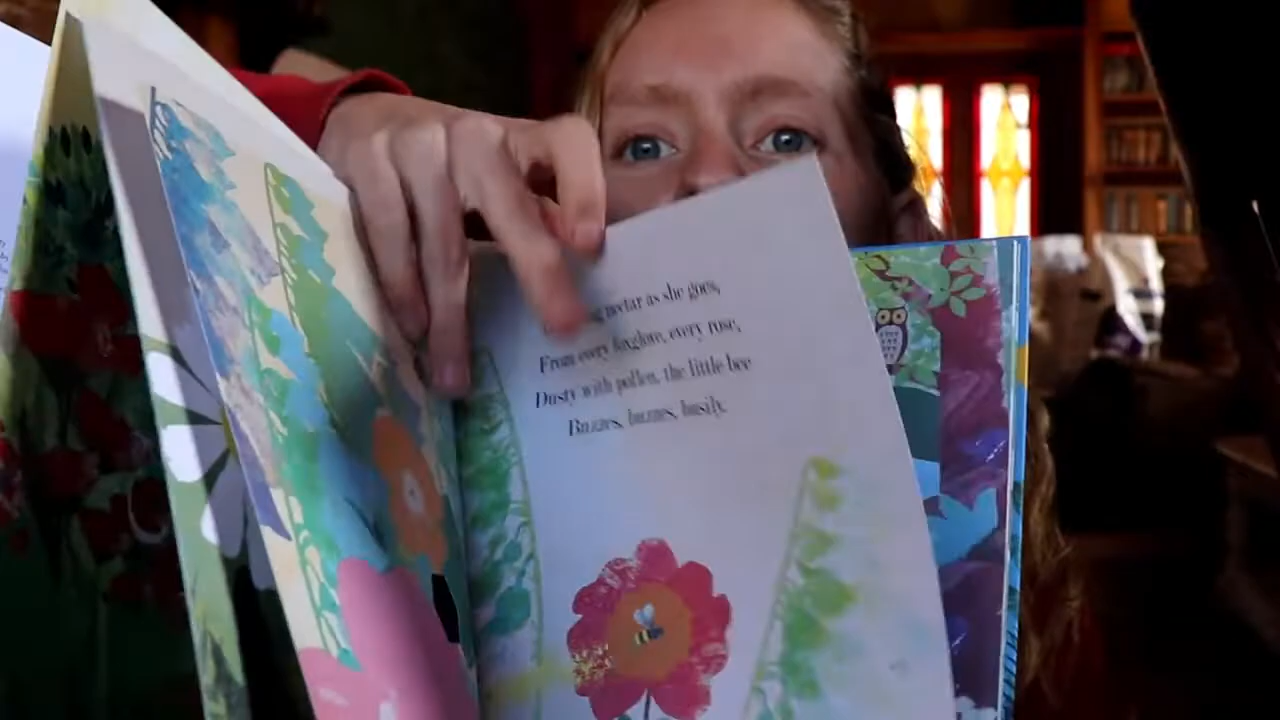 nectar as she goes,
From every foxglove, every rose,
Dusty with pollen, the little bee
Buzzes, buzzes, busily.